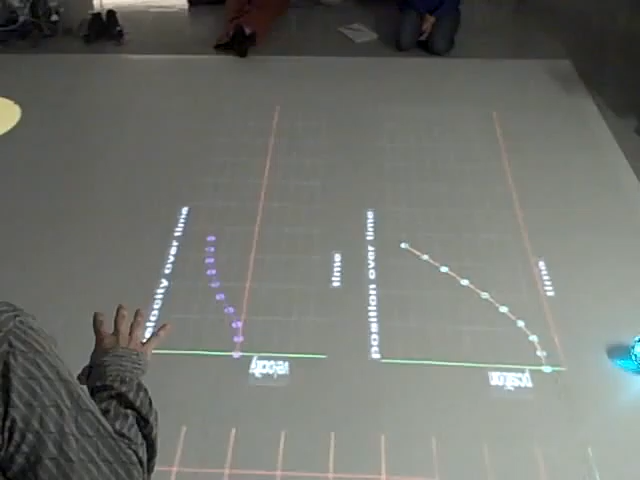 velocity over time
time
velocity
position over time
time
position